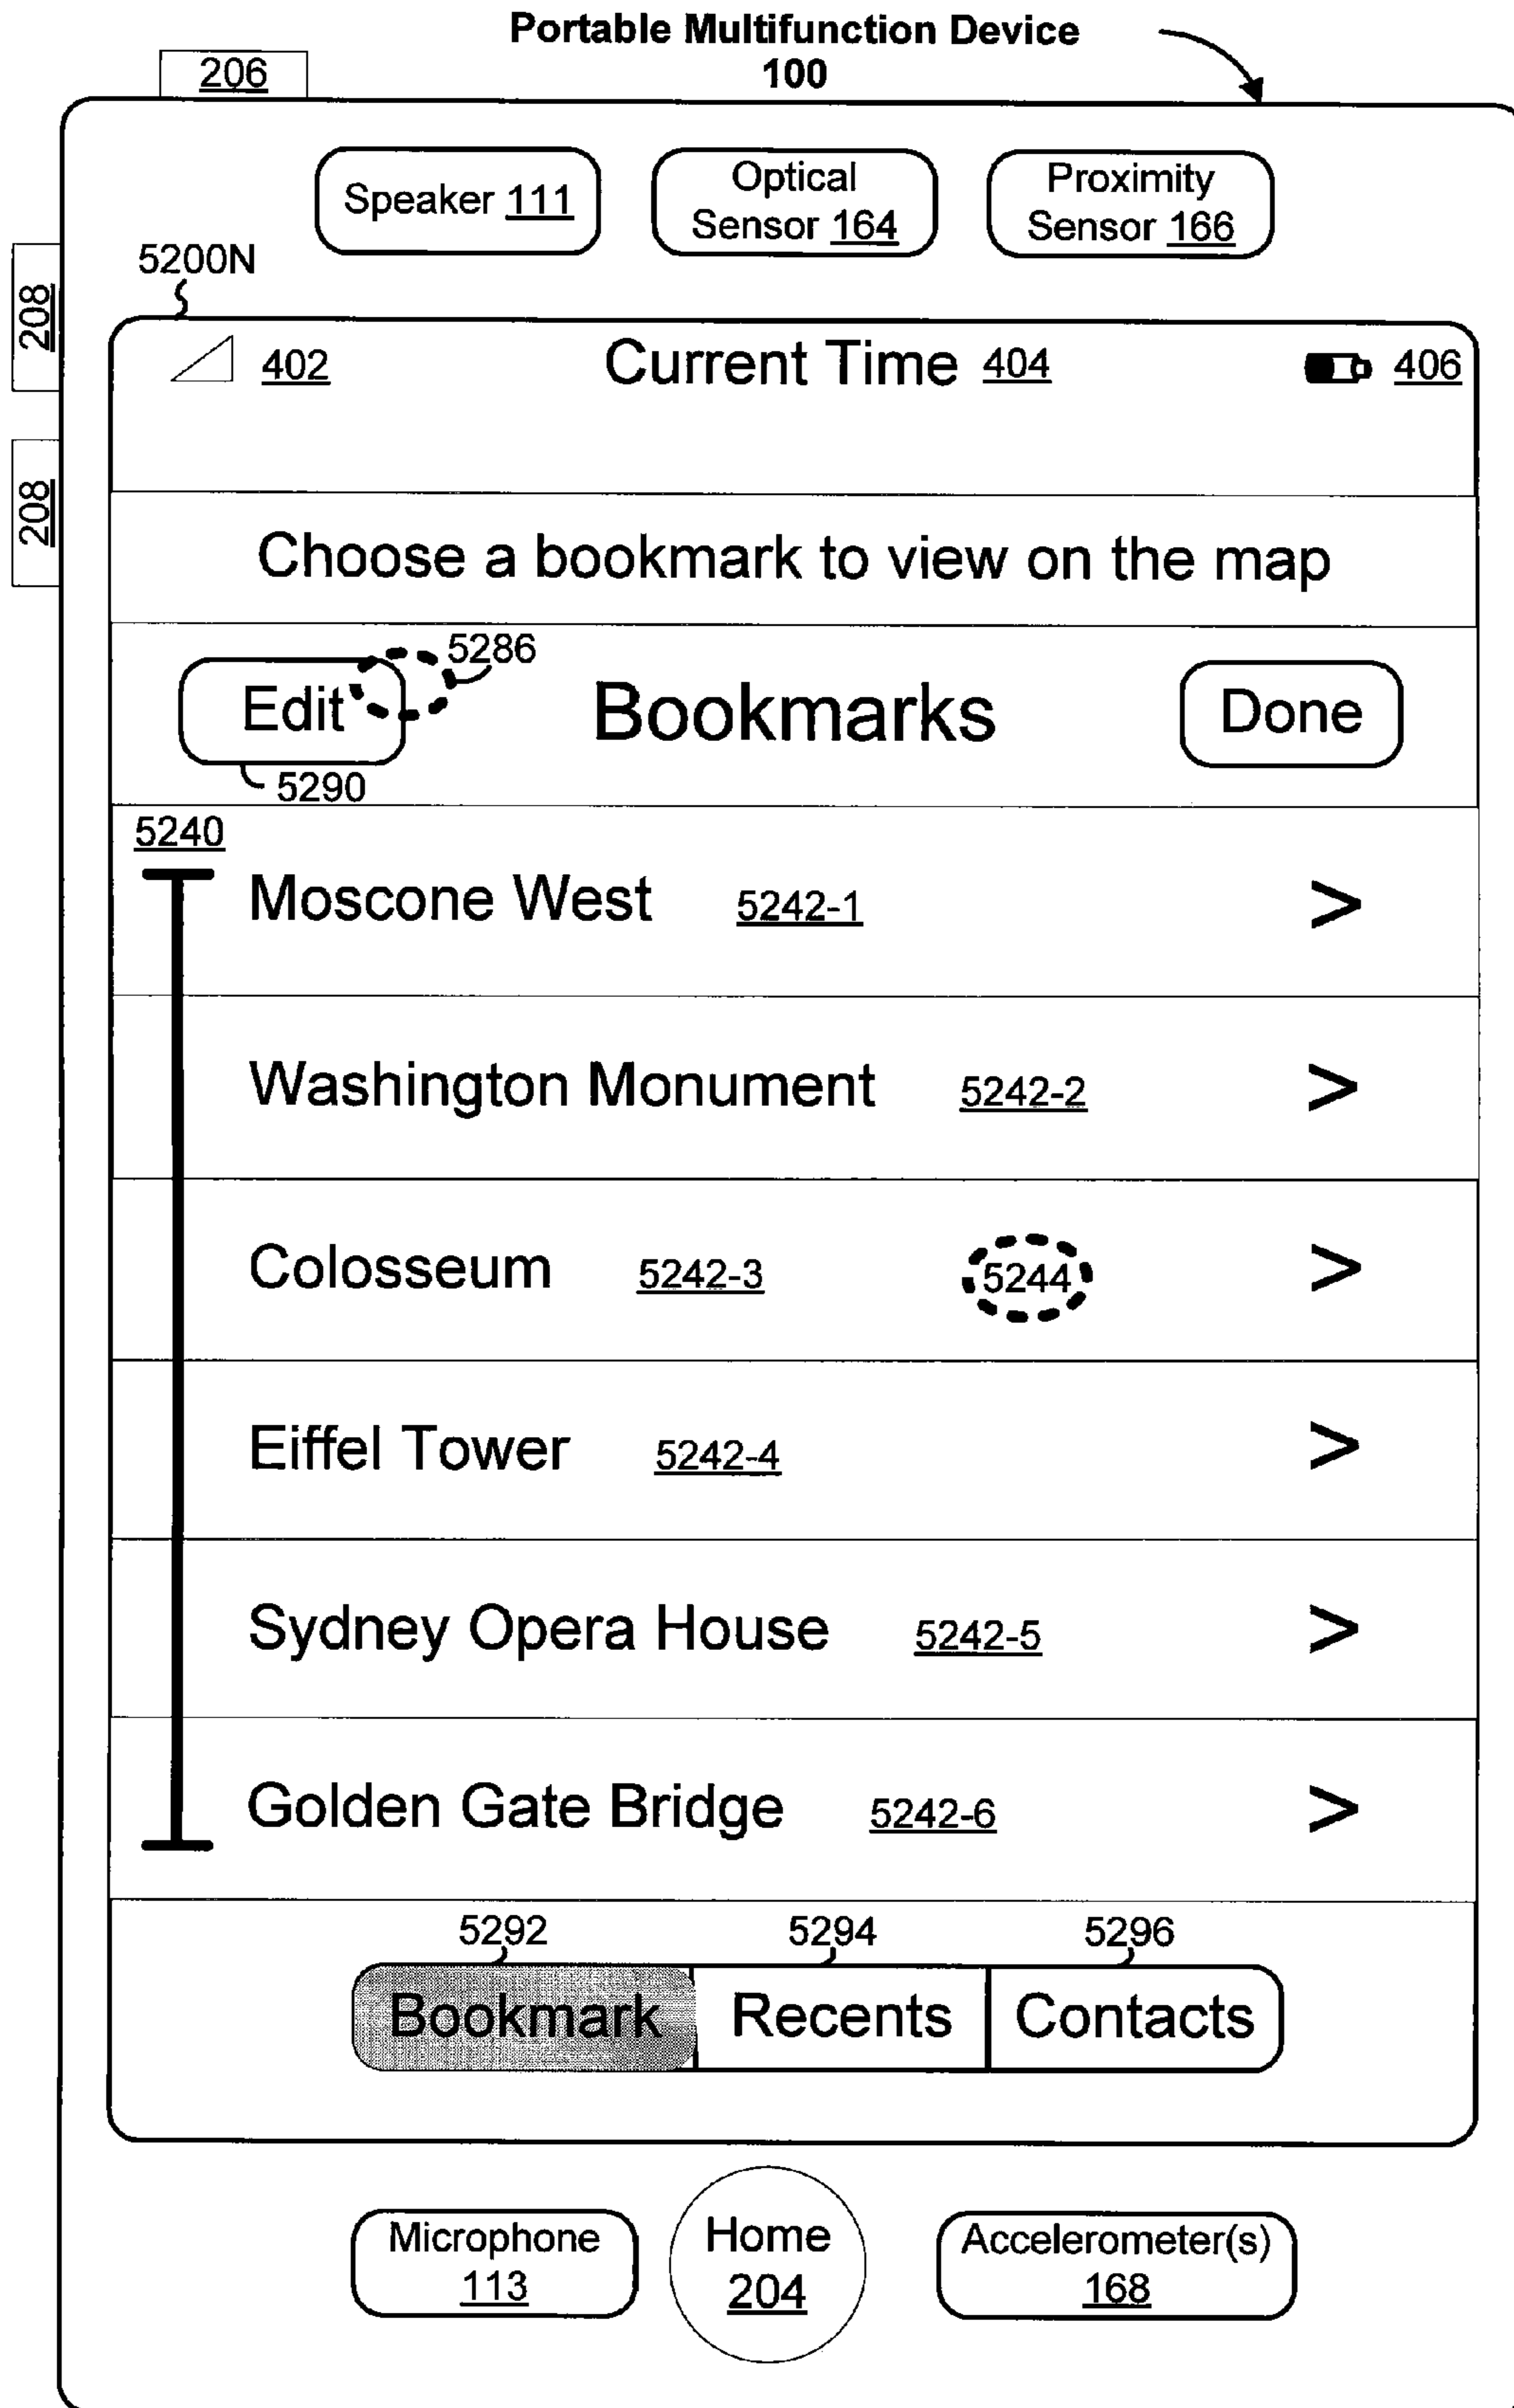 Portable Multifunction Device
100
206
Speaker 111
Optical
Sensor 164
Proximity
Sensor 166
5200N
208
402
Current Time 404
406
208
Choose a bookmark to view on the map
5286
Edit
Bookmarks
Done
5290
5240
Moscone West 5242-1 >
Washington Monument 5242-2 >
Colosseum 5242-3 5244 >
Eiffel Tower 5242-4 >
Sydney Opera House 5242-5 >
Golden Gate Bridge 5242-6 >
5292 5294 5296
Bookmark Recents Contacts
Microphone
113
Home
204
Accelerometer(s)
168